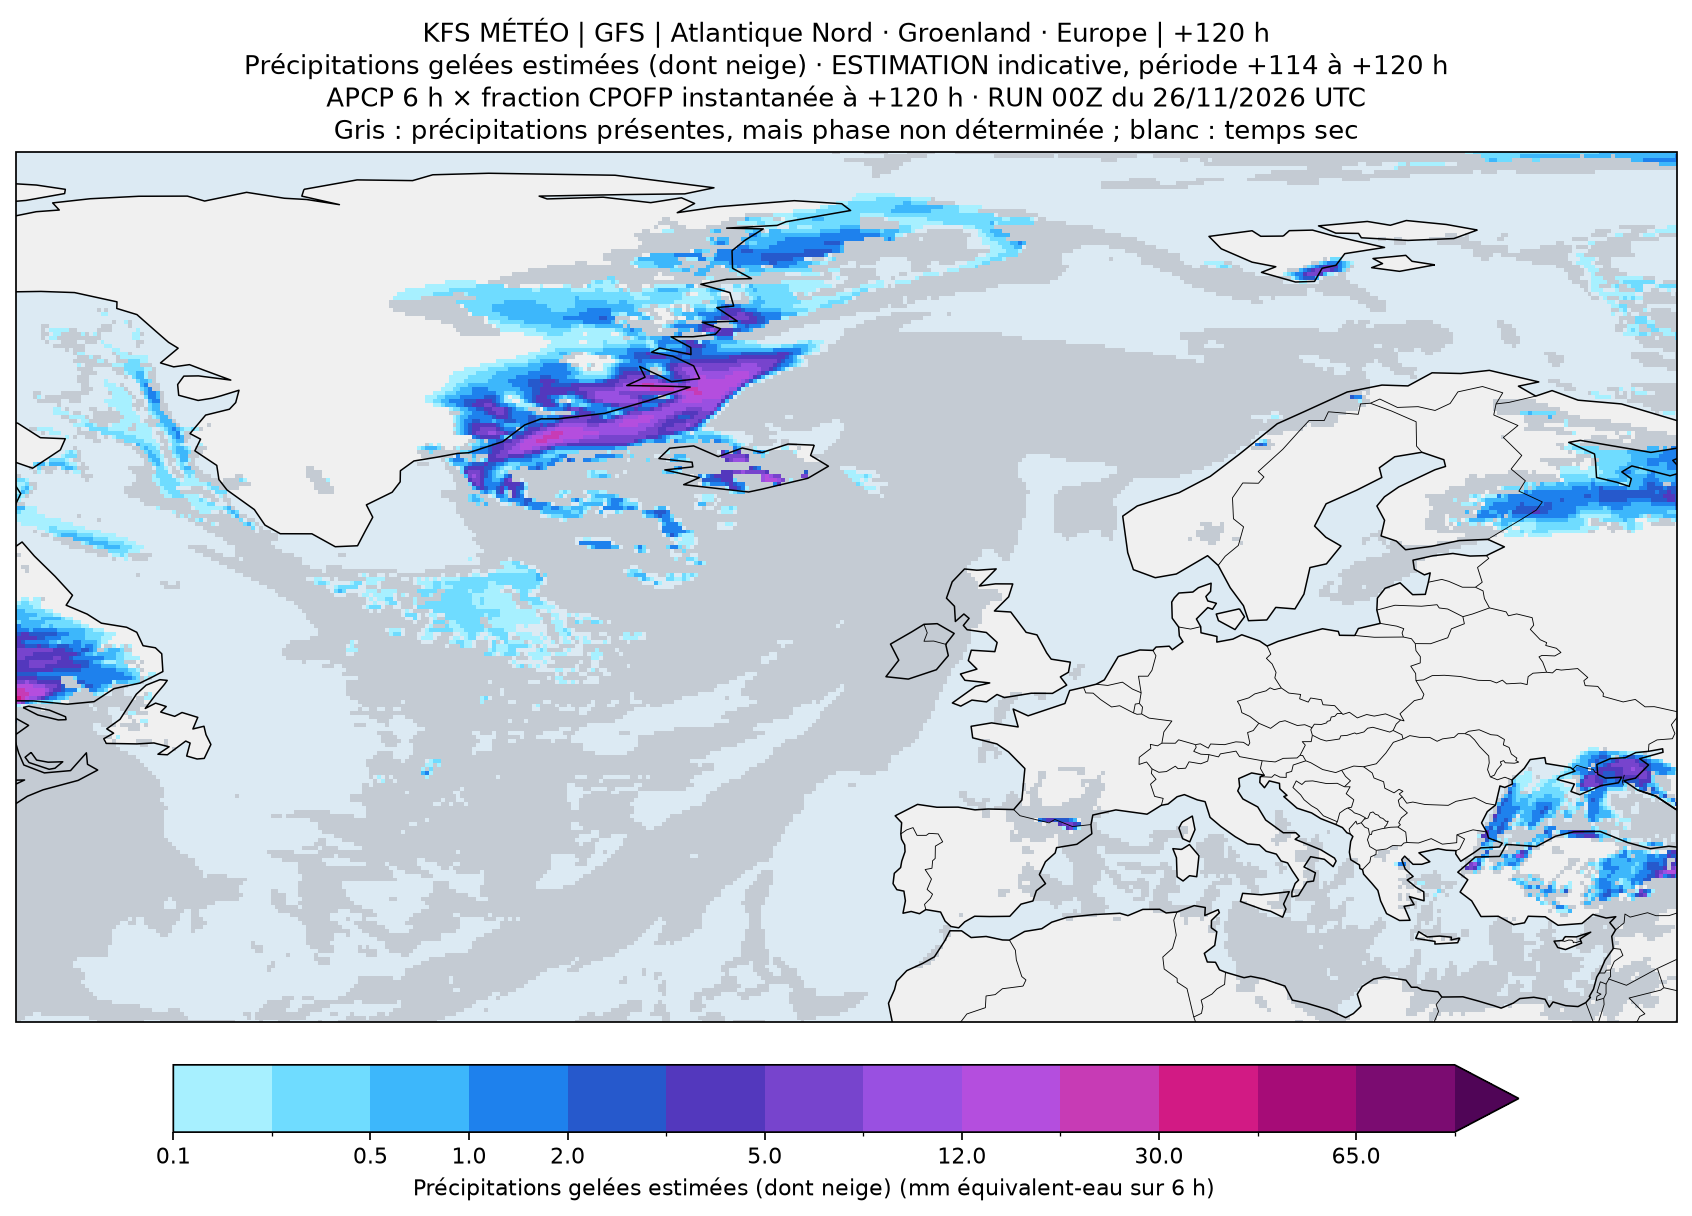 KFS MÉTÉO | GFS | Atlantique Nord · Groenland · Europe | +120 h
Précipitations gelées estimées (dont neige) · ESTIMATION indicative, période +114 à +120 h
APCP 6 h × fraction CPOFP instantanée à +120 h · RUN 00Z du 26/11/2026 UTC
Gris : précipitations présentes, mais phase non déterminée ; blanc : temps sec
0.1 0.5 1.0 2.0 5.0 12.0 30.0 65.0
Précipitations gelées estimées (dont neige) (mm équivalent-eau sur 6 h)